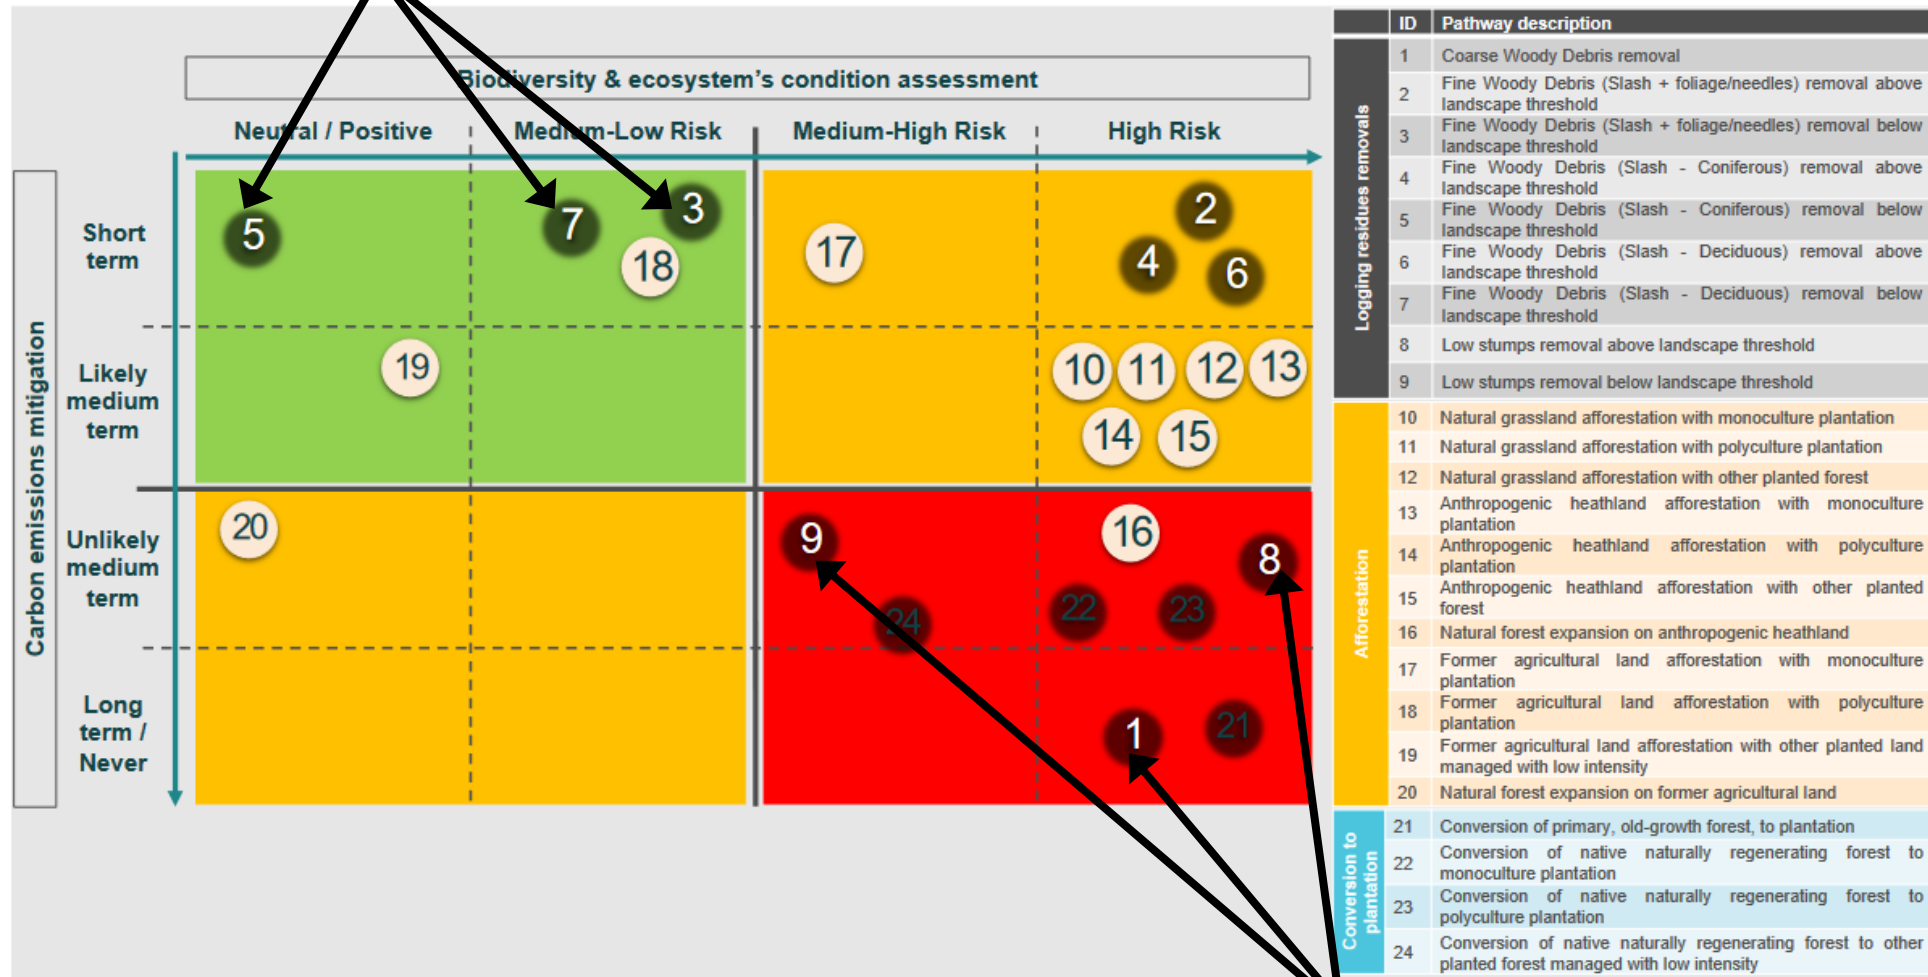 Biodiversity & ecosystem's condition assessment
Neutral / Positive
Medium-Low Risk
Medium-High Risk
High Risk
Carbon emissions mitigation
Short
term
Likely
medium
term
Unlikely
medium
term
Long
term /
Never
5
7
3
18
17
2
4
6
19
10
11
12
13
14
15
20
9
24
16
8
22
23
1
21
ID Pathway description
Logging residues removals
1 Coarse Woody Debris removal
2 Fine Woody Debris (Slash + foliage/needles) removal above
landscape threshold
3 Fine Woody Debris (Slash + foliage/needles) removal below
landscape threshold
4 Fine Woody Debris (Slash - Coniferous) removal above
landscape threshold
5 Fine Woody Debris (Slash - Coniferous) removal below
landscape threshold
6 Fine Woody Debris (Slash - Deciduous) removal above
landscape threshold
7 Fine Woody Debris (Slash - Deciduous) removal below
landscape threshold
8 Low stumps removal above landscape threshold
9 Low stumps removal below landscape threshold
Afforestation
10 Natural grassland afforestation with monoculture plantation
11 Natural grassland afforestation with polyculture plantation
12 Natural grassland afforestation with other planted forest
13 Anthropogenic heathland afforestation with monoculture
plantation
14 Anthropogenic heathland afforestation with polyculture
plantation
15 Anthropogenic heathland afforestation with other planted
forest
16 Natural forest expansion on anthropogenic heathland
17 Former agricultural land afforestation with monoculture
plantation
18 Former agricultural land afforestation with polyculture
plantation
19 Former agricultural land afforestation with other planted land
managed with low intensity
20 Natural forest expansion on former agricultural land
Conversion to
plantation
21 Conversion of primary, old-growth forest, to plantation
22 Conversion of native naturally regenerating forest to
monoculture plantation
23 Conversion of native naturally regenerating forest to
polyculture plantation
24 Conversion of native naturally regenerating forest to other
planted forest managed with low intensity